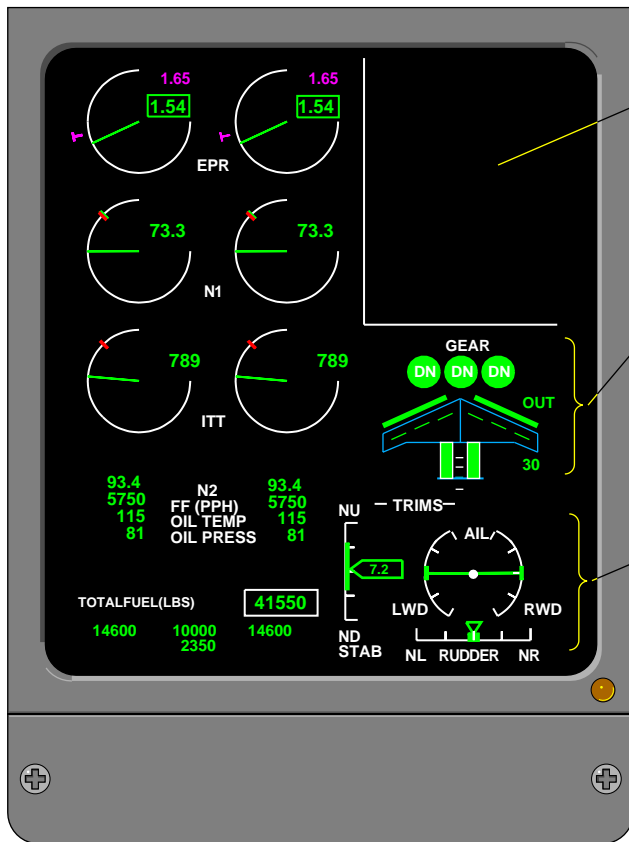 1.65 1.65
1.54 1.54
EPR
73.3 73.3
N1
789 789
ITT
GEAR
DN DN DN
OUT
30
93.4 N2 93.4
5750 FF (PPH) 5750
115 OIL TEMP 115
81 OIL PRESS 81
TOTALFUEL(LBS) 41550
14600 10000 14600
2350
TRIMS
NU
AIL
7.2
LWD RWD
ND
STAB
NL RUDDER NR